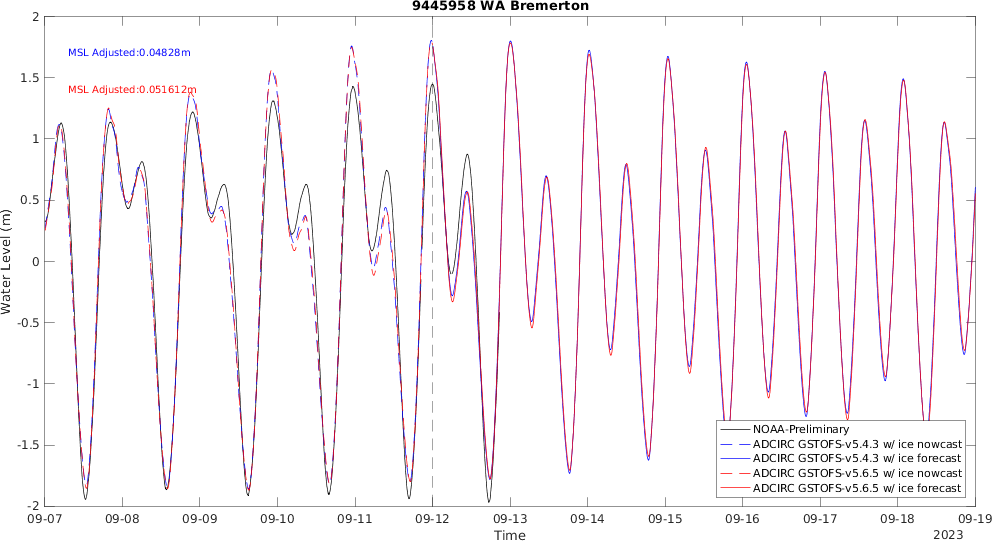 9445958 WA Bremerton
MSL Adjusted:0.04828m
MSL Adjusted:0.051612m
Water Level (m)
2
1.5
1
0.5
0
-0.5
-1
-1.5
-2
NOAA-Preliminary
ADCIRC GSTOFS-v5.4.3 w/ ice nowcast
ADCIRC GSTOFS-v5.4.3 w/ ice forecast
ADCIRC GSTOFS-v5.6.5 w/ ice nowcast
ADCIRC GSTOFS-v5.6.5 w/ ice forecast
09-07 09-08 09-09 09-10 09-11 09-12 09-13 09-14 09-15 09-16 09-17 09-18 09-19
Time
2023